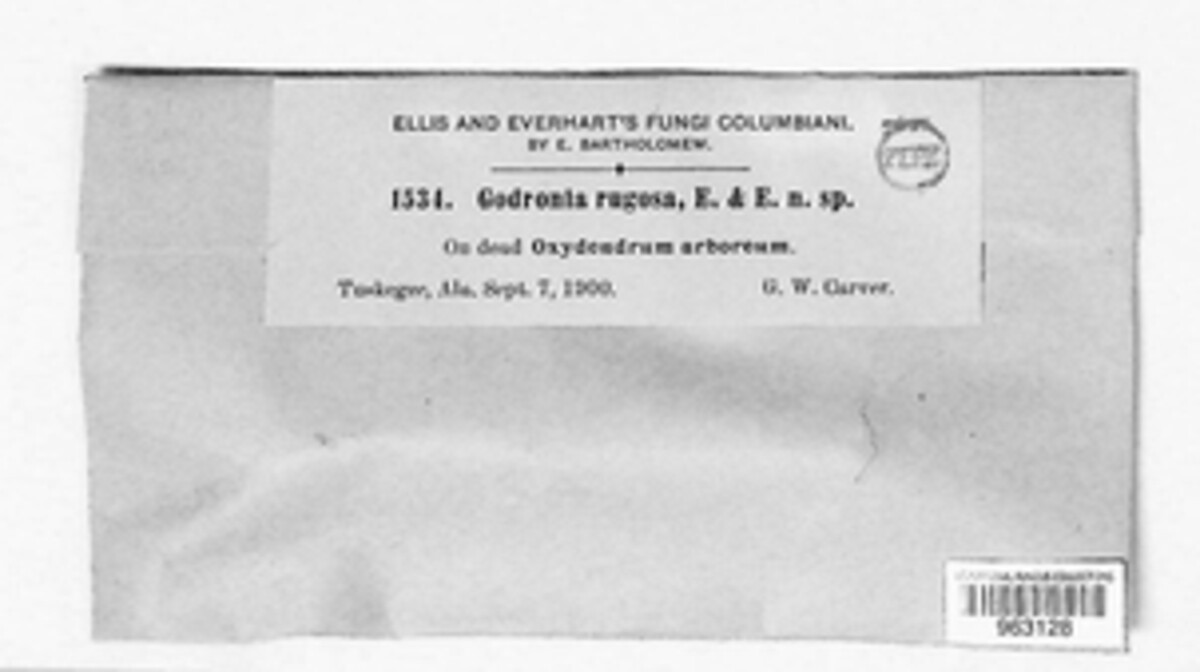 ELLIS AND EVERHART'S FUNGI COLUMBIANI.
BY E. BARTHOLOMEW.
1534. Godronia rugosa, E. & E. n. sp.
On dead Oxydendrum arboreum.
Tuskegee, Ala. Sept. 7, 1900. G. W. Carver.
963128